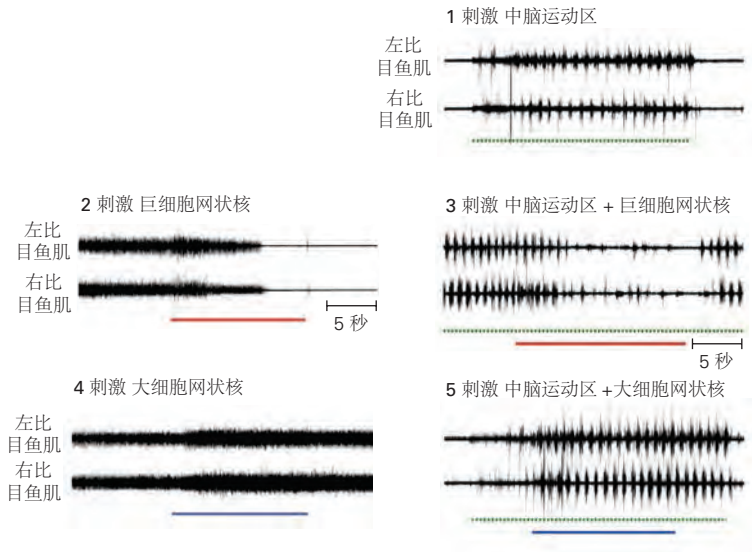 1 刺激 中脑运动区
左比
目鱼肌
右比
目鱼肌
2 刺激 巨细胞网状核
左比
目鱼肌
右比
目鱼肌
5 秒
3 刺激 中脑运动区 + 巨细胞网状核
5 秒
4 刺激 大细胞网状核
左比
目鱼肌
右比
目鱼肌
5 刺激 中脑运动区 +大细胞网状核